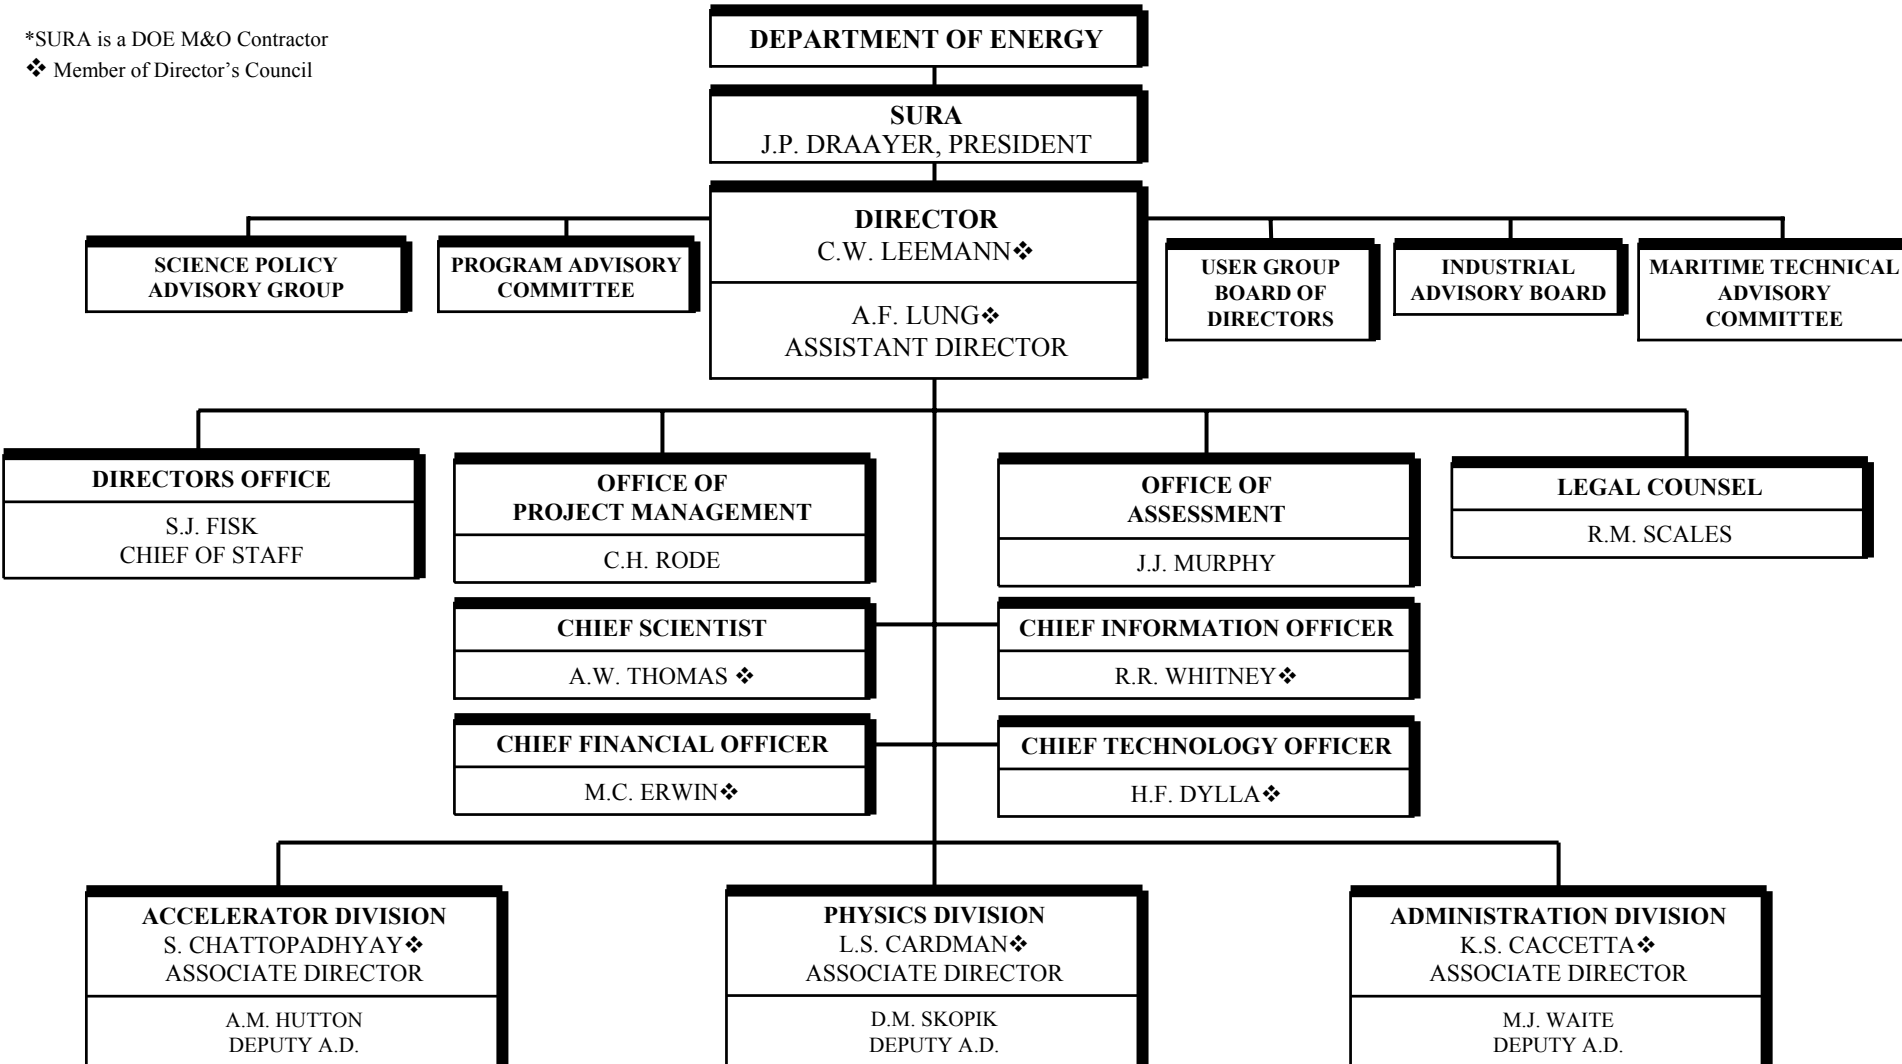 *SURA is a DOE M&O Contractor
❖ Member of Director’s Council
DEPARTMENT OF ENERGY
SURA
J.P. DRAAYER, PRESIDENT
DIRECTOR
C.W. LEEMANN❖
A.F. LUNG❖
ASSISTANT DIRECTOR
SCIENCE POLICY
ADVISORY GROUP
PROGRAM ADVISORY
COMMITTEE
USER GROUP
BOARD OF
DIRECTORS
INDUSTRIAL
ADVISORY BOARD
MARITIME TECHNICAL
ADVISORY
COMMITTEE
DIRECTORS OFFICE
S.J. FISK
CHIEF OF STAFF
OFFICE OF
PROJECT MANAGEMENT
C.H. RODE
OFFICE OF
ASSESSMENT
J.J. MURPHY
LEGAL COUNSEL
R.M. SCALES
CHIEF SCIENTIST
A.W. THOMAS ❖
CHIEF INFORMATION OFFICER
R.R. WHITNEY❖
CHIEF FINANCIAL OFFICER
M.C. ERWIN❖
CHIEF TECHNOLOGY OFFICER
H.F. DYLLA❖
ACCELERATOR DIVISION
S. CHATTOPADHYAY❖
ASSOCIATE DIRECTOR
A.M. HUTTON
DEPUTY A.D.
PHYSICS DIVISION
L.S. CARDMAN❖
ASSOCIATE DIRECTOR
D.M. SKOPIK
DEPUTY A.D.
ADMINISTRATION DIVISION
K.S. CACCETTA❖
ASSOCIATE DIRECTOR
M.J. WAITE
DEPUTY A.D.